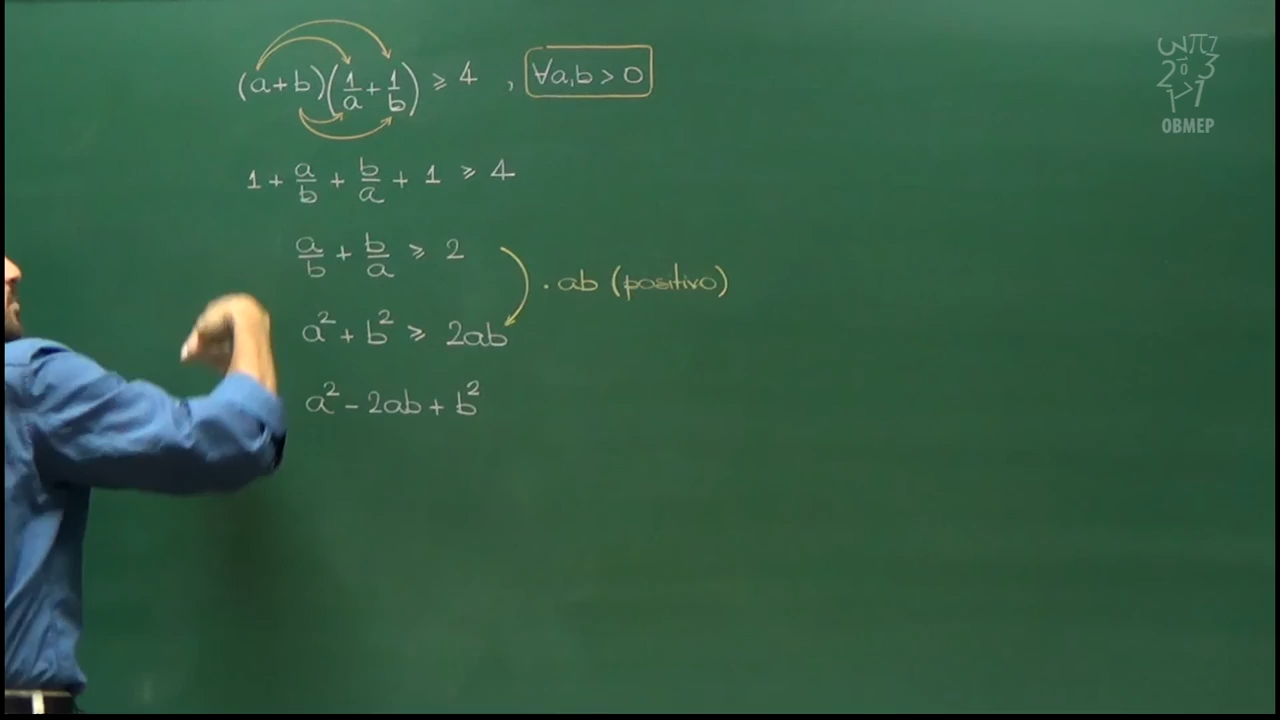 (a+b)(1/a + 1/b) ≥ 4 , ∀a,b > 0
1 + a/b + b/a + 1 ≥ 4
a/b + b/a ≥ 2
· ab (positivo)
a² + b² ≥ 2ab
a² - 2ab + b²
OBMEP